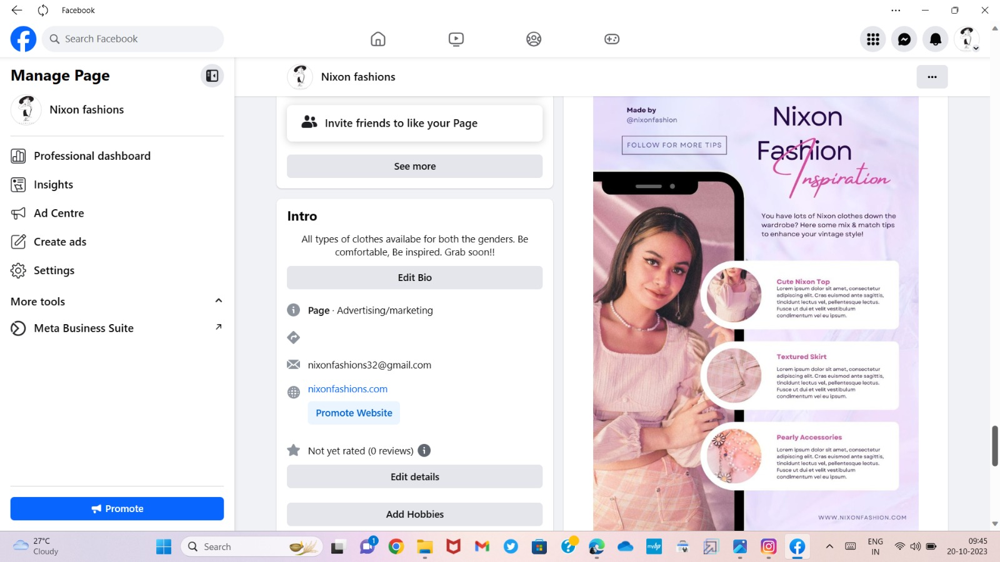 Facebook
Search Facebook
Manage Page
Nixon fashions
Professional dashboard
Insights
Ad Centre
Create ads
Settings
More tools
Meta Business Suite
Promote
Nixon fashions
Invite friends to like your Page
See more
Intro
All types of clothes availabe for both the genders. Be
comfortable, Be inspired. Grab soon!!
Edit Bio
Page · Advertising/marketing
nixonfashions32@gmail.com
nixonfashions.com
Promote Website
Not yet rated (0 reviews)
Edit details
Add Hobbies
Made by
@nixonfashion
FOLLOW FOR MORE TIPS
Nixon
Fashion
Inspiration
You have lots of Nixon clothes down the
wardrobe? Here some mix & match tips
to enhance your vintage style!
Cute Nixon Top
Lorem ipsum dolor sit amet, consectetur
adipiscing elit. Cras euismod ante sagittis,
tincidunt lectus vel, pellentesque lectus.
Fusce ut dui et velit vestibulum
condimentum vel eu ipsum.
Textured Skirt
Lorem ipsum dolor sit amet, consectetur
adipiscing elit. Cras euismod ante sagittis,
tincidunt lectus vel, pellentesque lectus.
Fusce ut dui et velit vestibulum
condimentum vel eu ipsum.
Pearly Accessories
Lorem ipsum dolor sit amet, consectetur
adipiscing elit. Cras euismod ante sagittis,
tincidunt lectus vel, pellentesque lectus.
Fusce ut dui et velit vestibulum
condimentum vel eu ipsum.
WWW.NIXONFASHION.COM
27°C
Cloudy
Search
1
myhp
ENG
IN
09:45
20-10-2023